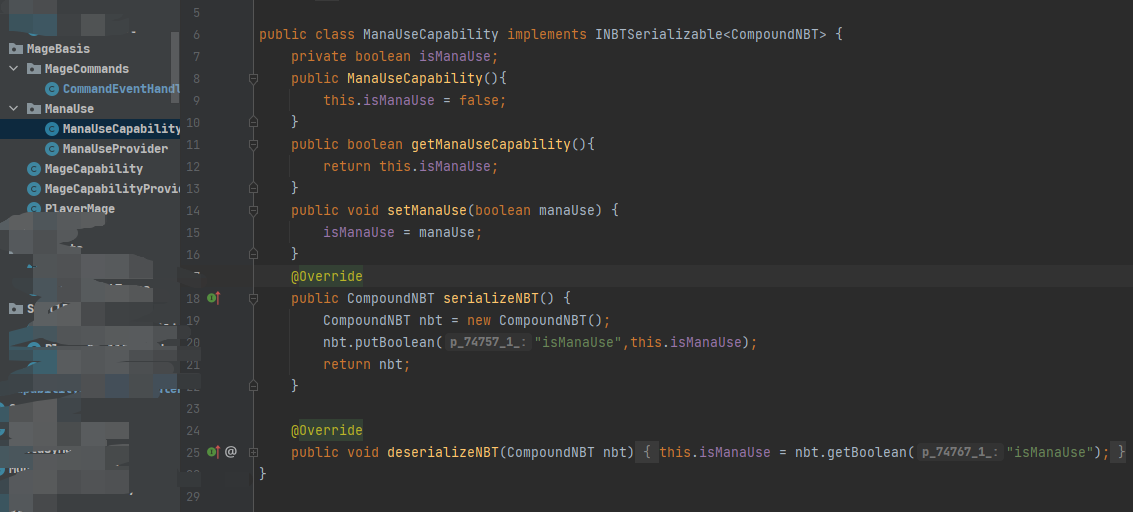 MageBasis
MageCommands
CommandEventHandl
ManaUse
ManaUseCapability
ManaUseProvider
MageCapability
MageCapabilityProvi
PlayerMage
5
6 public class ManaUseCapability implements INBTSerializable<CompoundNBT> {
7 private boolean isManaUse;
8 public ManaUseCapability(){
9 this.isManaUse = false;
10 }
11 public boolean getManaUseCapability(){
12 return this.isManaUse;
13 }
14 public void setManaUse(boolean manaUse) {
15 isManaUse = manaUse;
16 }
@Override
18 public CompoundNBT serializeNBT() {
19 CompoundNBT nbt = new CompoundNBT();
20 nbt.putBoolean( p_74757_1_: "isManaUse",this.isManaUse);
21 return nbt;
}
23
24 @Override
25 @ public void deserializeNBT(CompoundNBT nbt) { this.isManaUse = nbt.getBoolean( p_74767_1_: "isManaUse"); }
}
29